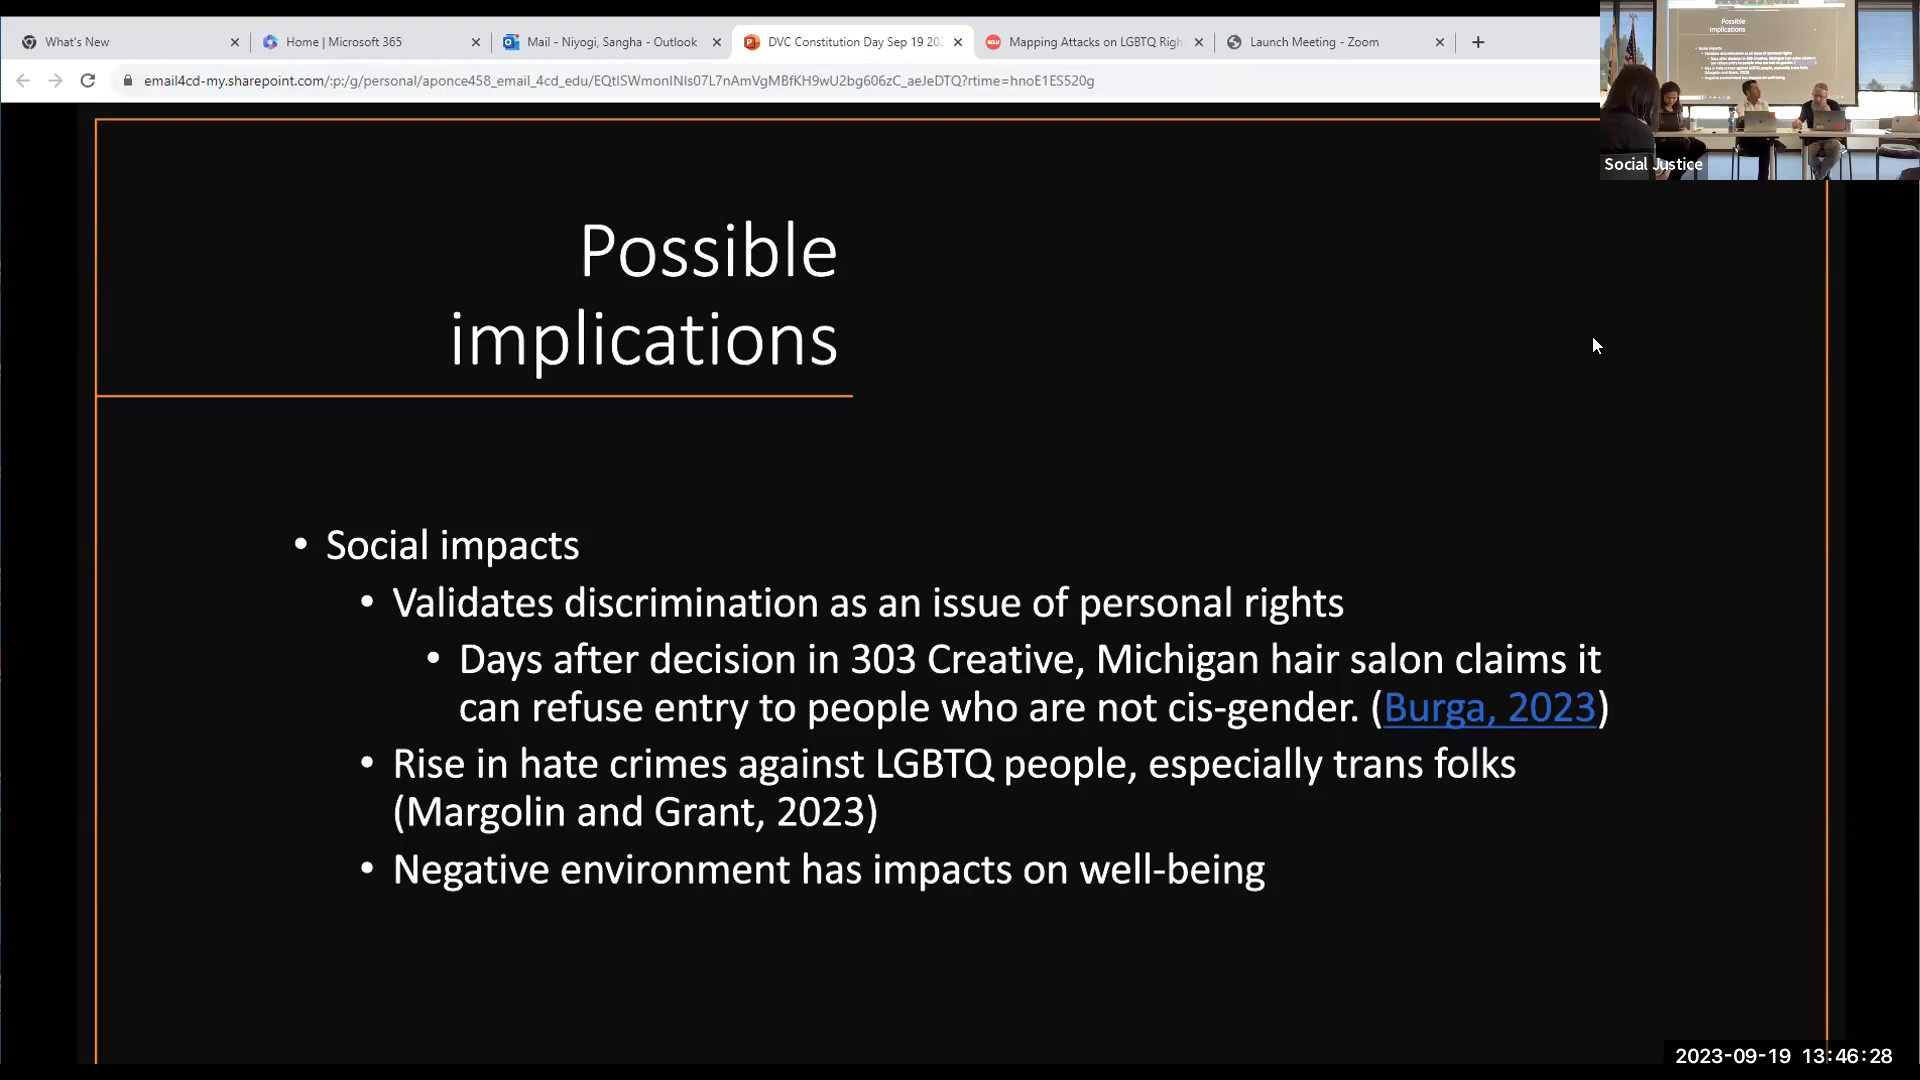 What's New
Home | Microsoft 365
Mail - Niyogi, Sangha - Outlook
DVC Constitution Day Sep 19 202
Mapping Attacks on LGBTQ Righ
Launch Meeting - Zoom
email4cd-my.sharepoint.com/:p:/g/personal/aponce458_email_4cd_edu/EQtISWmonINIs07L7nAmVgMBfKH9wU2bg606zC_aeJeDTQ?rtime=hnoE1ES520g
Possible
implications
Social Justice
Possible
implications
• Social impacts
• Validates discrimination as an issue of personal rights
• Days after decision in 303 Creative, Michigan hair salon claims it
can refuse entry to people who are not cis-gender. (Burga, 2023)
• Rise in hate crimes against LGBTQ people, especially trans folks
(Margolin and Grant, 2023)
• Negative environment has impacts on well-being
2023-09-19 13:46:28